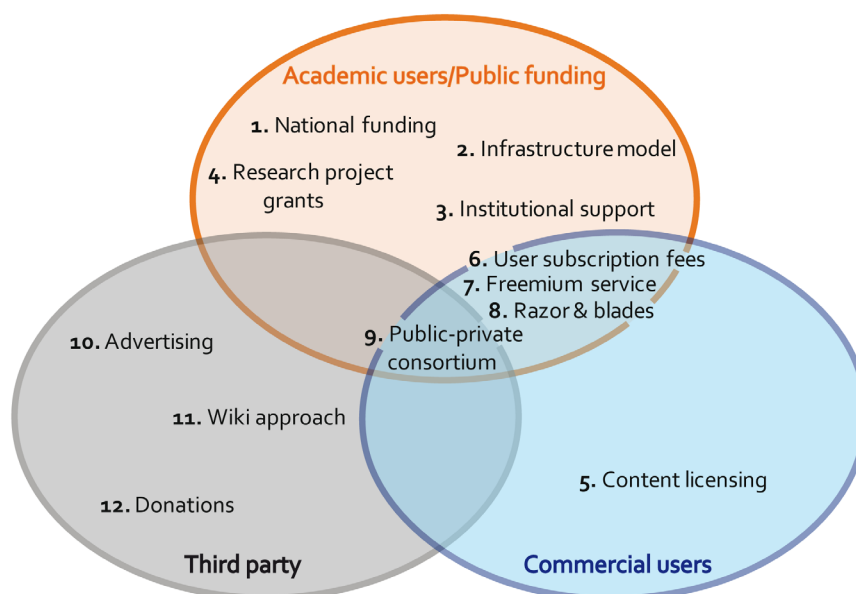 Academic users/Public funding
1. National funding
2. Infrastructure model
4. Research project
grants
3. Institutional support
6. User subscription fees
7. Freemium service
8. Razor & blades
9. Public-private
consortium
10. Advertising
11. Wiki approach
5. Content licensing
12. Donations
Third party
Commercial users